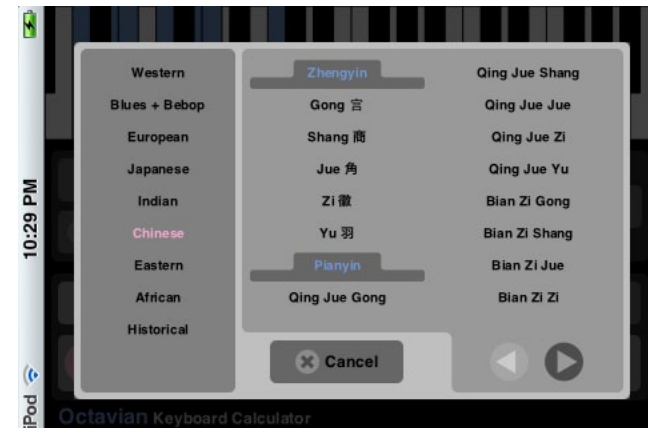 iPod
10:29 PM
Western
Blues + Bebop
European
Japanese
Indian
Chinese
Eastern
African
Historical
Zhengyin
Gong 宮
Shang 商
Jue 角
Zi 徵
Yu 羽
Pianyin
Qing Jue Gong
Qing Jue Shang
Qing Jue Jue
Qing Jue Zi
Qing Jue Yu
Bian Zi Gong
Bian Zi Shang
Bian Zi Jue
Bian Zi Zi
Cancel
Octavian Keyboard Calculator